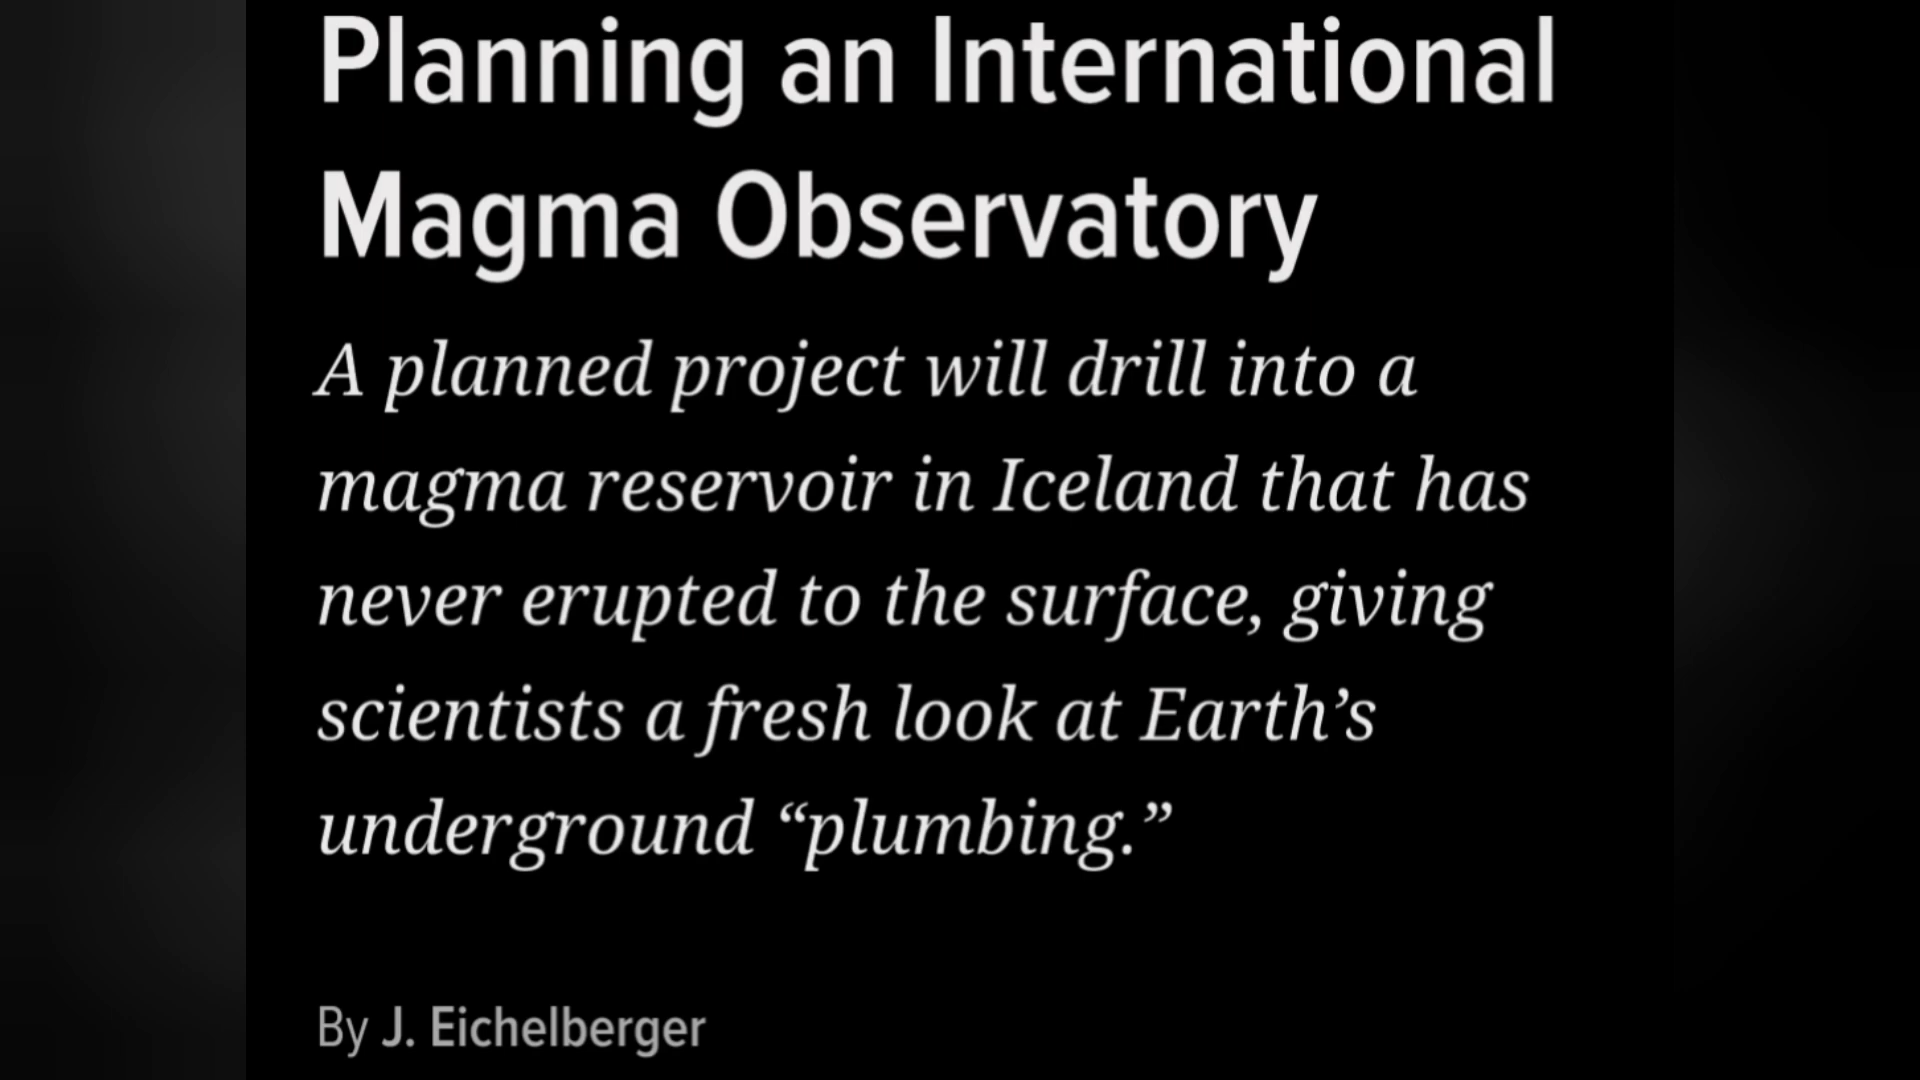 Planning an International
Magma Observatory
A planned project will drill into a
magma reservoir in Iceland that has
never erupted to the surface, giving
scientists a fresh look at Earth’s
underground “plumbing.”
By J. Eichelberger